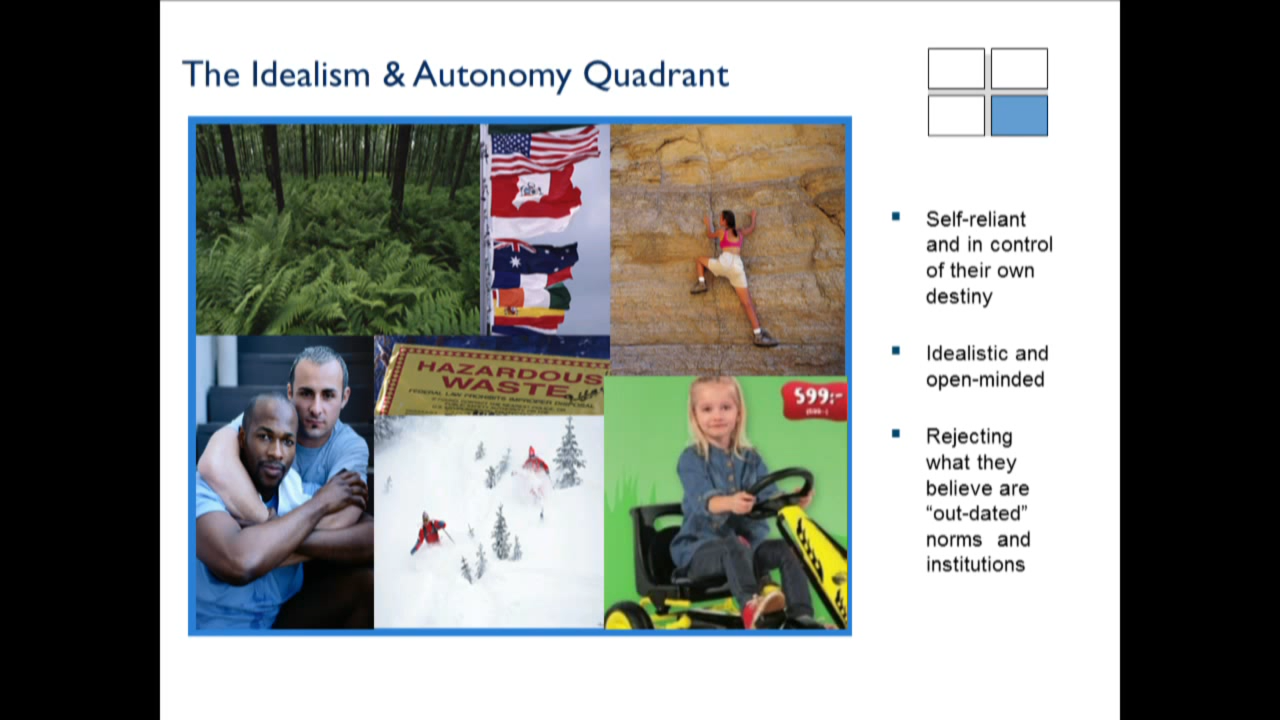 The Idealism & Autonomy Quadrant
HAZARDOUS
WASTE
FEDERAL LAW PROHIBITS IMPROPER DISPOSAL
599:-
Self-reliant
and in control
of their own
destiny
Idealistic and
open-minded
Rejecting
what they
believe are
“out-dated”
norms and
institutions